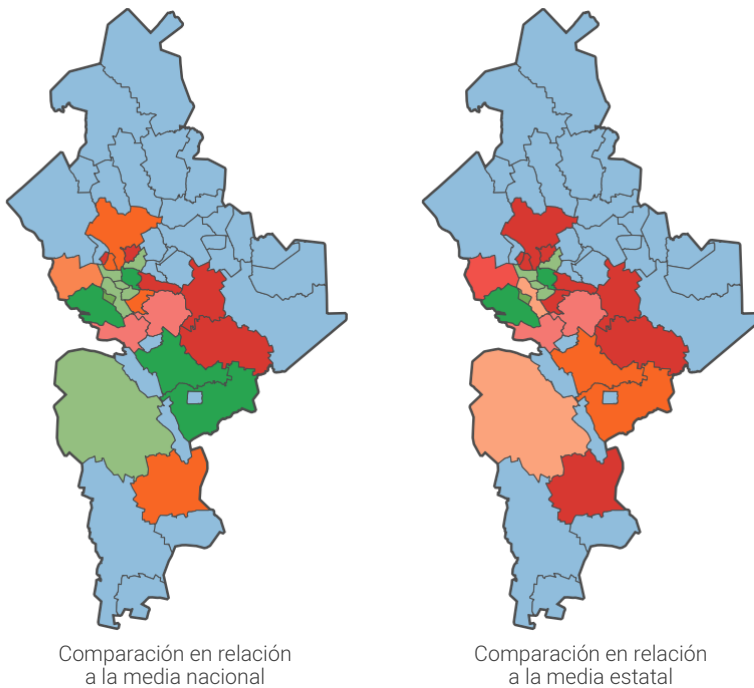 Comparación en relación
a la media nacional
Comparación en relación
a la media estatal